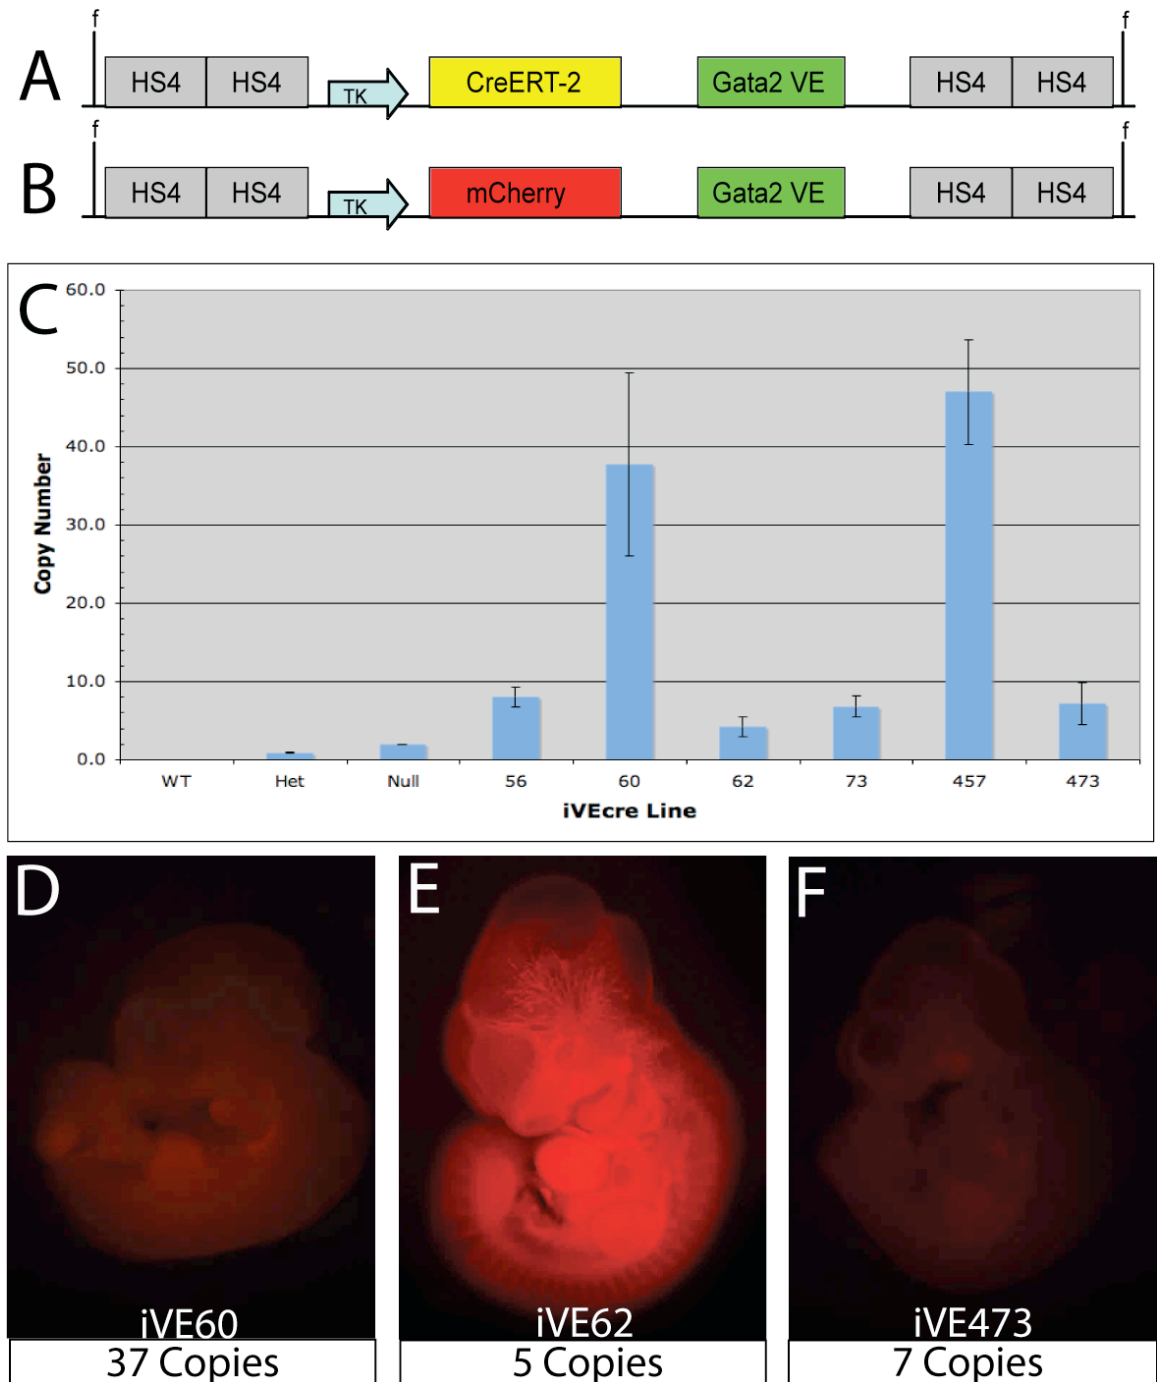 f f
A HS4 HS4 TK CreERT-2 Gata2 VE HS4 HS4
f f
B HS4 HS4 TK mCherry Gata2 VE HS4 HS4
C
60.0
50.0
40.0
30.0
20.0
10.0
0.0
Copy Number
WT Het Null 56 60 62 73 457 473
iVEcre Line
D E F
iVE60 iVE62 iVE473
37 Copies 5 Copies 7 Copies